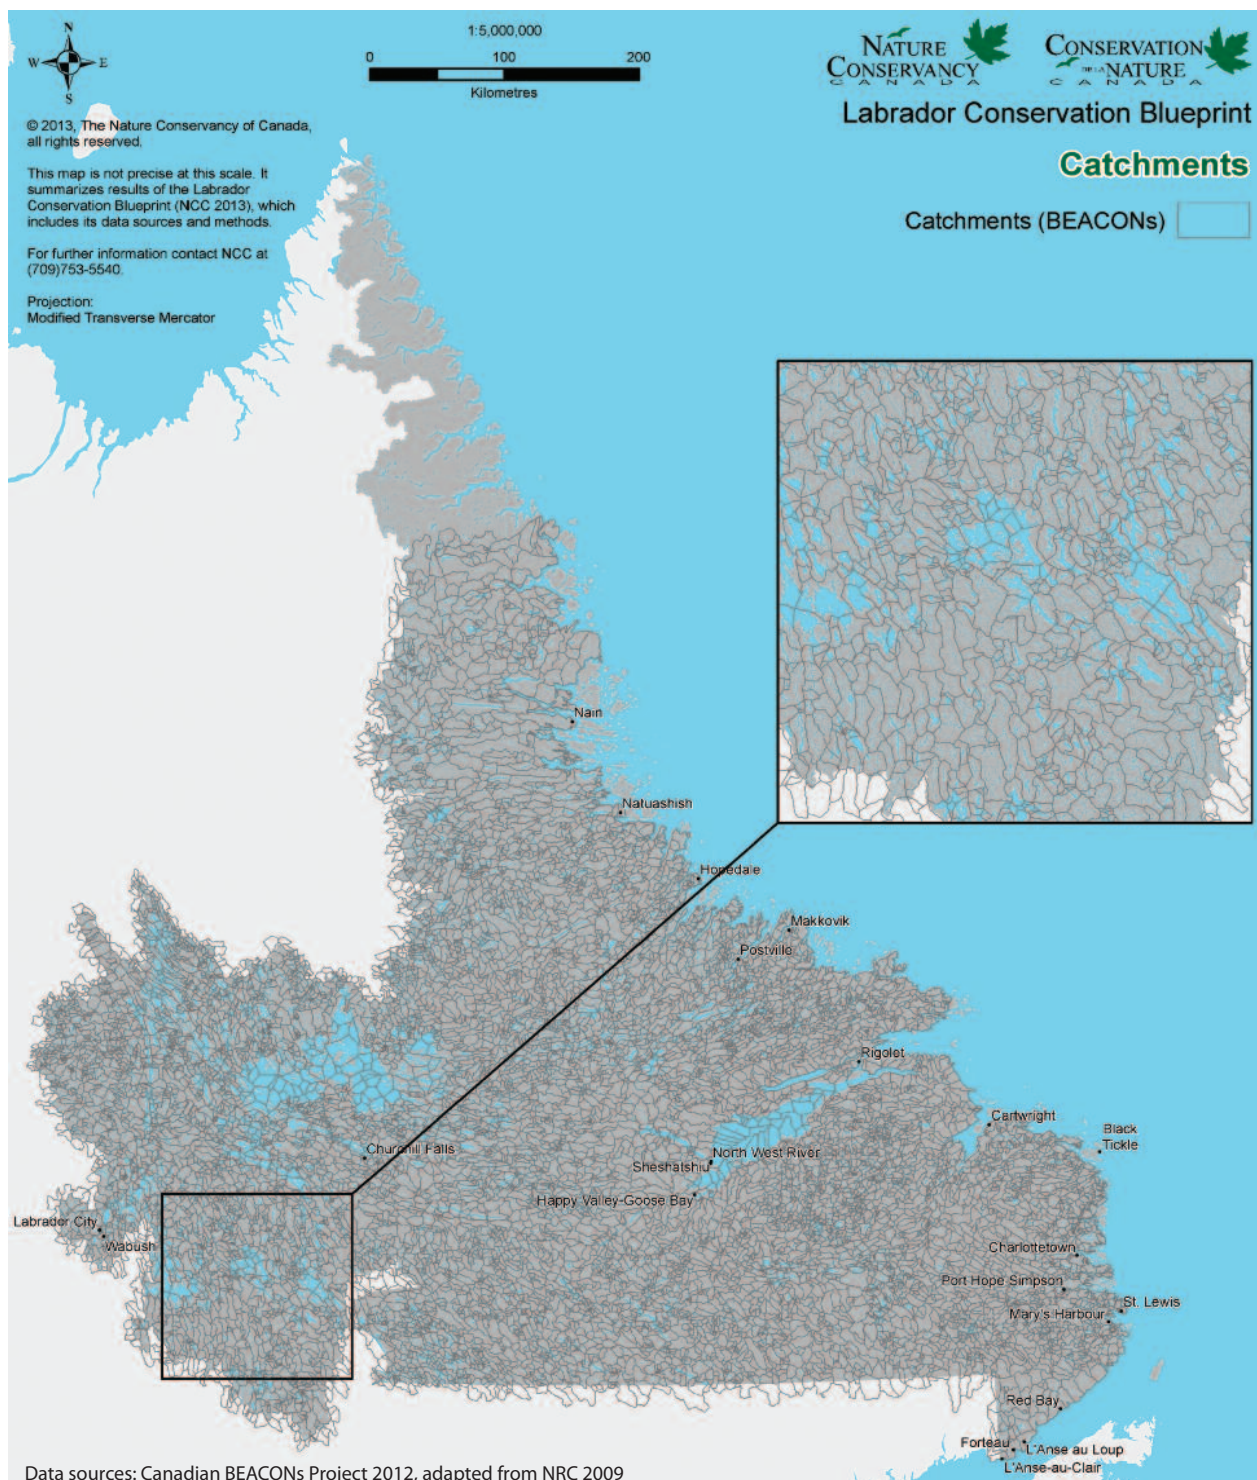 N
W E
S
1:5,000,000
0 100 200
Kilometres
NATURE
CONSERVANCY
CANADA
CONSERVATION
DE LA NATURE
CANADA
Labrador Conservation Blueprint
Catchments
Catchments (BEACONs)
© 2013, The Nature Conservancy of Canada,
all rights reserved.
This map is not precise at this scale. It
summarizes results of the Labrador
Conservation Blueprint (NCC 2013), which
includes its data sources and methods.
For further information contact NCC at
(709)753-5540.
Projection:
Modified Transverse Mercator
Nain
Natuashish
Hopedale
Makkovik
Postville
Rigolet
Cartwright
Black
Tickle
Churchill Falls
North West River
Sheshatshiu
Happy Valley-Goose Bay
Labrador City
Wabush
Charlottetown
Port Hope Simpson
St. Lewis
Mary's Harbour
Red Bay
Forteau
L'Anse au Loup
L'Anse-au-Clair
Data sources: Canadian BEACONs Project 2012, adapted from NRC 2009